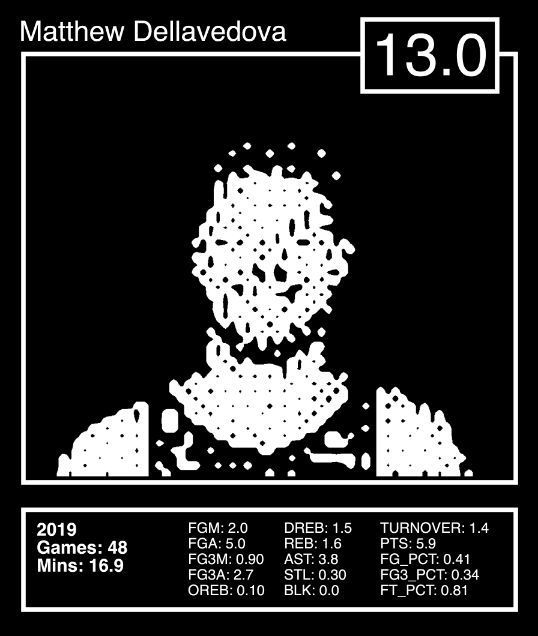 Matthew Dellavedova
13.0
2019
Games: 48
Mins: 16.9
FGM: 2.0
FGA: 5.0
FG3M: 0.90
FG3A: 2.7
OREB: 0.10
DREB: 1.5
REB: 1.6
AST: 3.8
STL: 0.30
BLK: 0.0
TURNOVER: 1.4
PTS: 5.9
FG_PCT: 0.41
FG3_PCT: 0.34
FT_PCT: 0.81